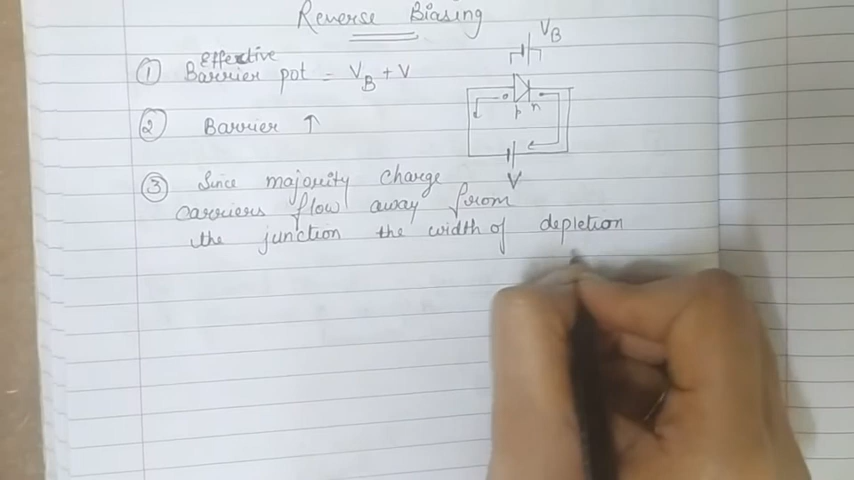 Reverse Biasing
V_B
① Effective
Barrier pot = V_B + V
p n
② Barrier ↑
V
③ Since majority charge
carriers flow away from
the junction the width of depletion